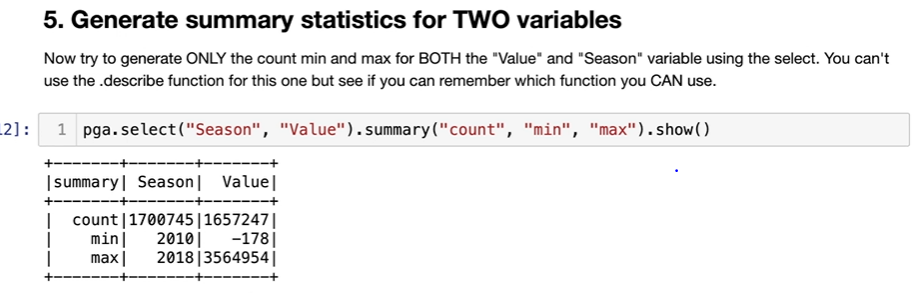 5. Generate summary statistics for TWO variables
Now try to generate ONLY the count min and max for BOTH the "Value" and "Season" variable using the select. You can't
use the .describe function for this one but see if you can remember which function you CAN use.
2]: 1 pga.select("Season", "Value").summary("count", "min", "max").show()
+-------+-------+-------+
|summary| Season| Value|
+-------+-------+-------+
| count|1700745|1657247|
| min| 2010| -178|
| max| 2018|3564954|
+-------+-------+-------+